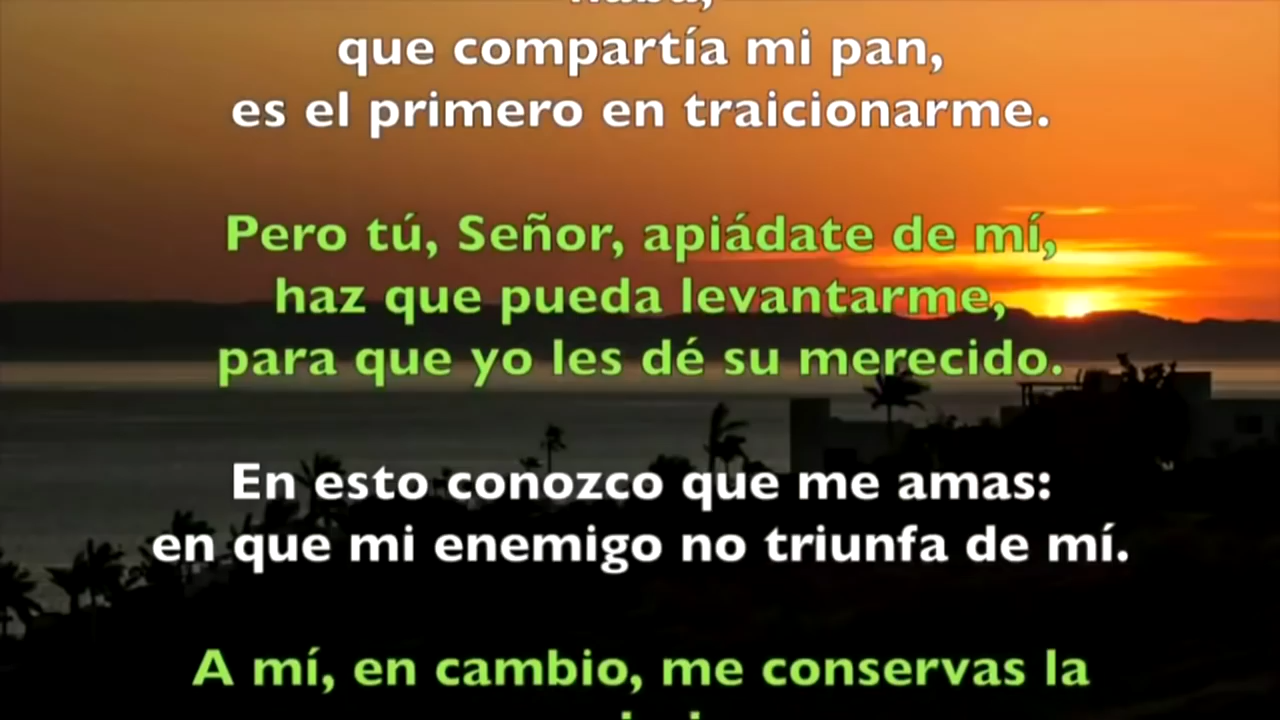 que compartía mi pan,
es el primero en traicionarme.
Pero tú, Señor, apiádate de mí,
haz que pueda levantarme,
para que yo les dé su merecido.
En esto conozco que me amas:
en que mi enemigo no triunfa de mí.
A mí, en cambio, me conservas la